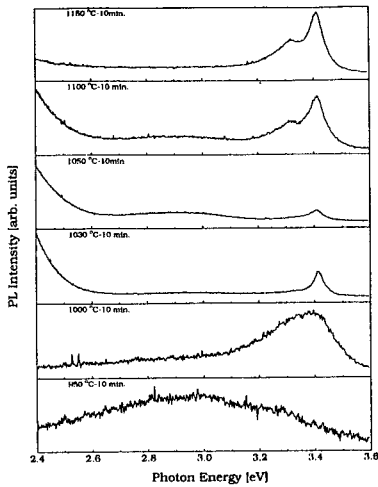 1150 °C-10min.
1100 °C-10 min.
1050 °C-10min
1030 °C-10 min.
1000 °C-10 min.
850 °C-10 min.
PL Intensity [arb. units]
2.4 2.6 2.8 3.0 3.2 3.4 3.6
Photon Energy [eV]